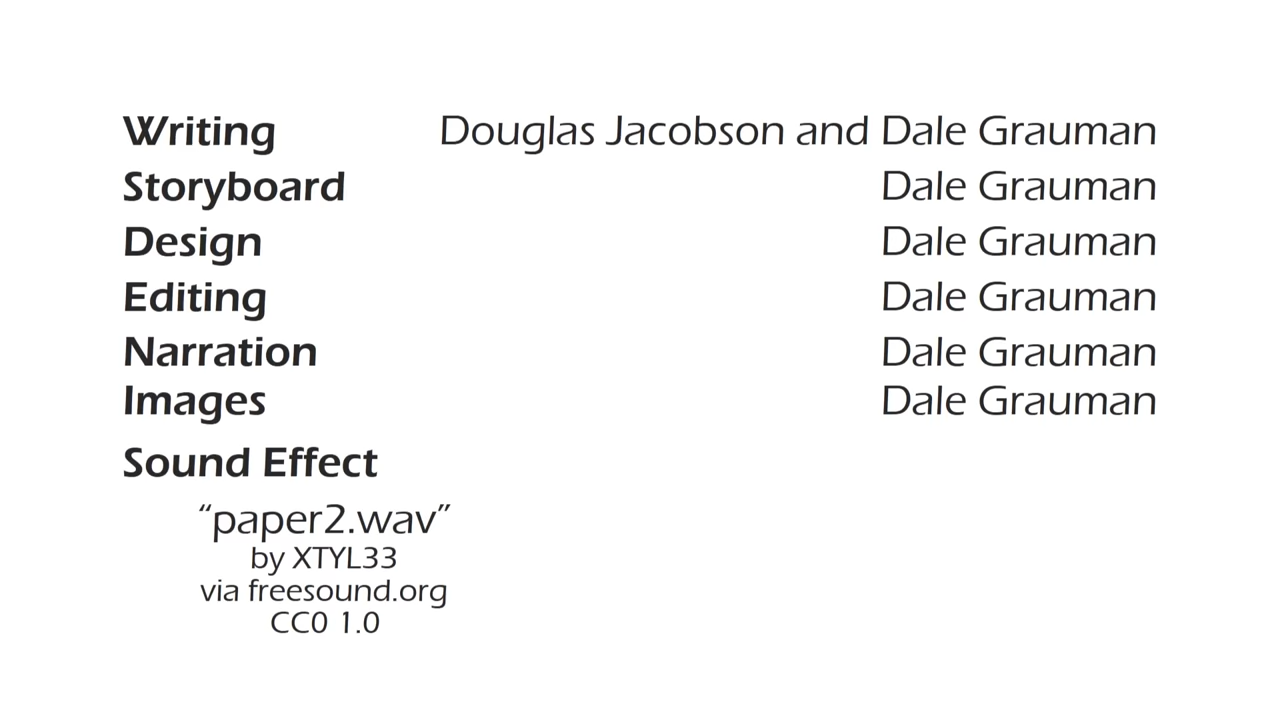 Writing Douglas Jacobson and Dale Grauman
Storyboard Dale Grauman
Design Dale Grauman
Editing Dale Grauman
Narration Dale Grauman
Images Dale Grauman
Sound Effect
“paper2.wav”
by XTYL33
via freesound.org
CC0 1.0